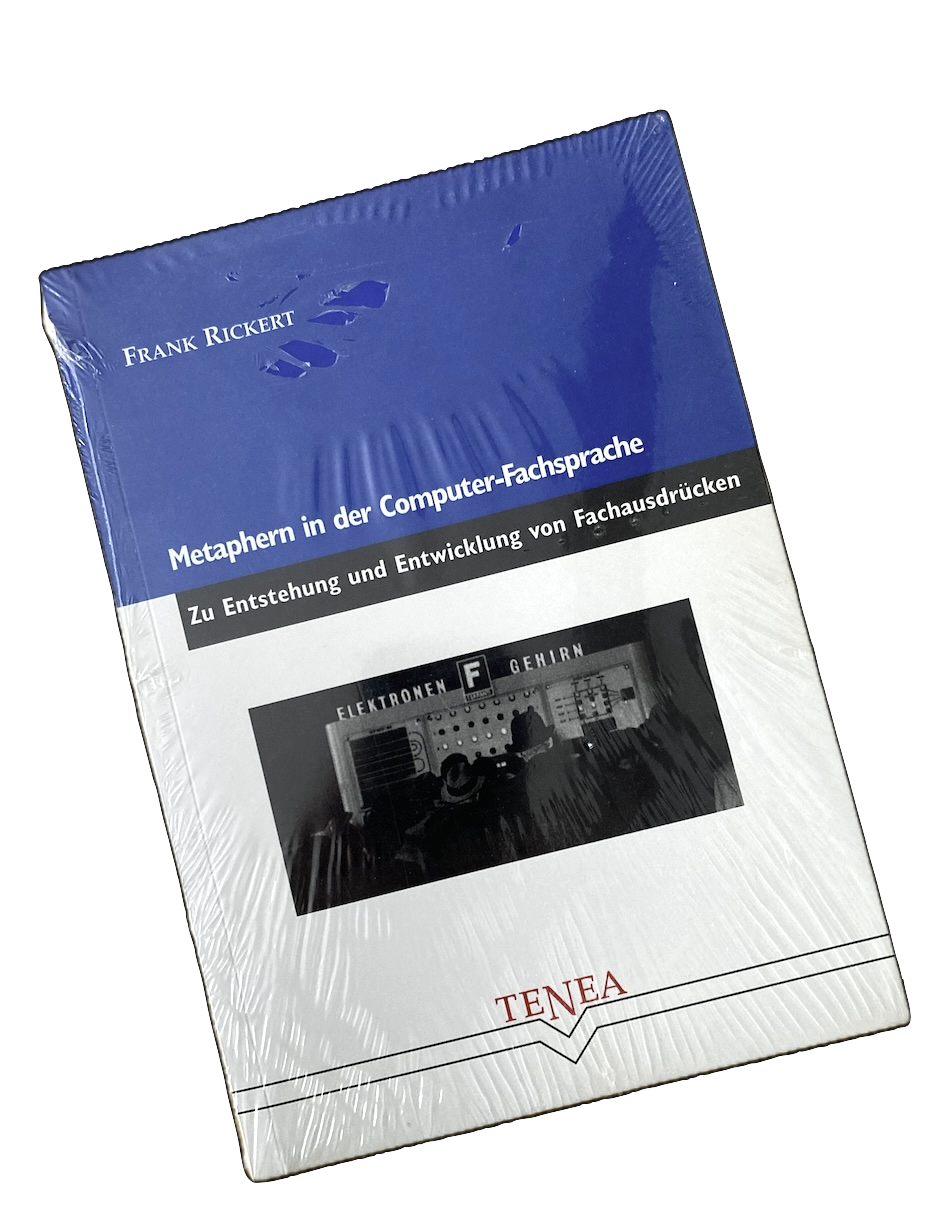 FRANK RICKERT
Metaphern in der Computer-Fachsprache
Zu Entstehung und Entwicklung von Fachausdrücken
ELEKTRONEN F GEHIRN
TENEA